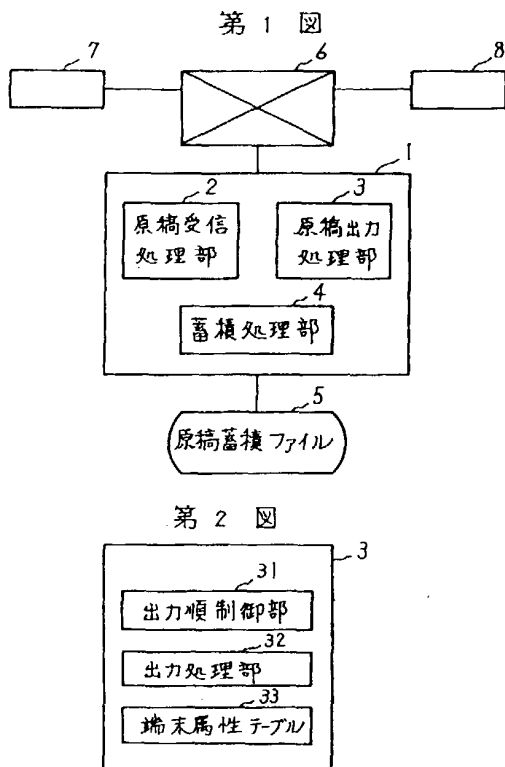 第1図
7
6
8
1
2
3
原稿受信
処理部
原稿出力
処理部
4
蓄積処理部
5
原稿蓄積ファイル
第2図
3
31
出力順制御部
32
出力処理部
33
端末属性テーブル